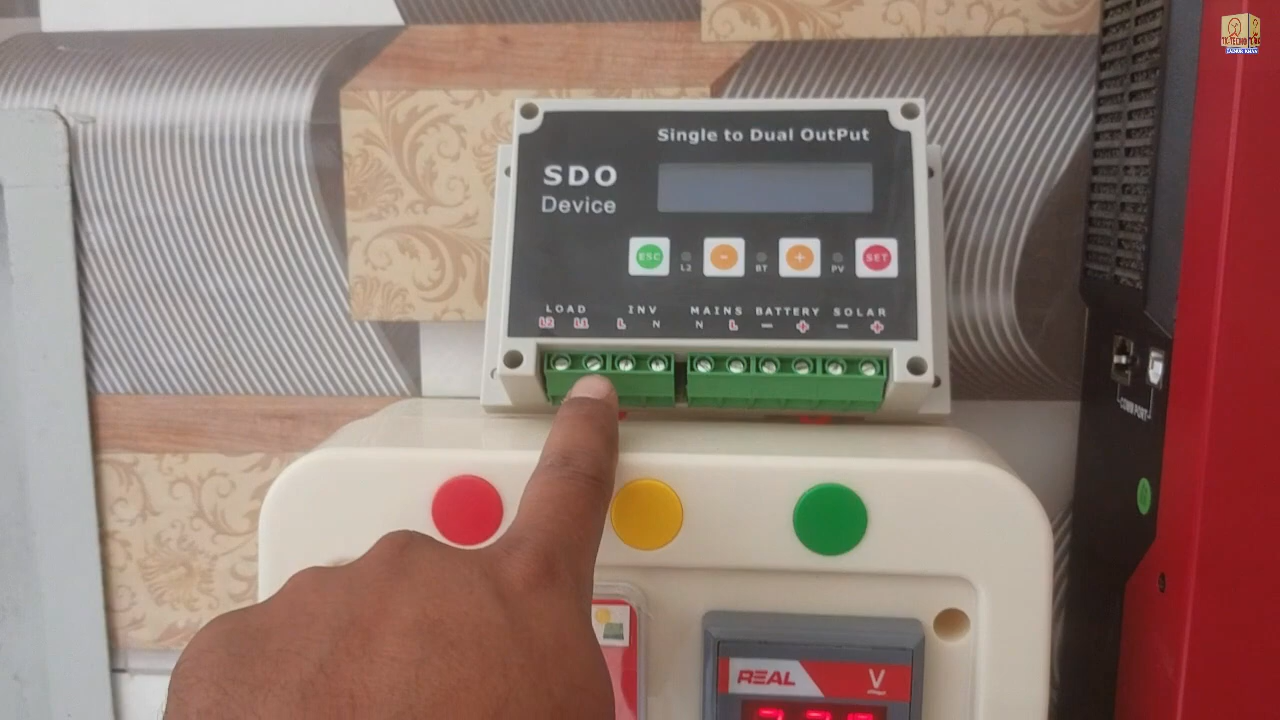 Single to Dual OutPut
SDO
Device
ESC
L2
-
BT
+
PV
SET
LOAD INV MAINS BATTERY SOLAR
L2 L1 L N N L − + − +
COMM PORT
REAL V